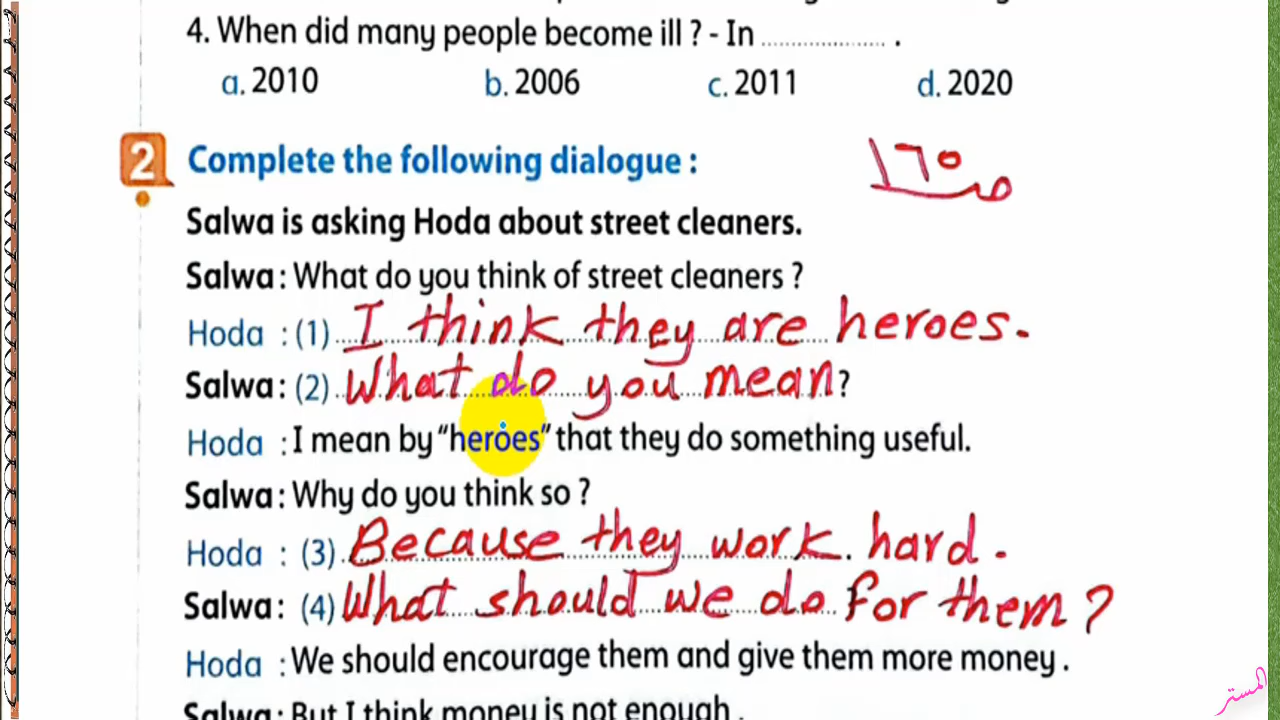 4. When did many people become ill ? - In .................... .
a. 2010 b. 2006 c. 2011 d. 2020
2 Complete the following dialogue :
١٦٥ ص
Salwa is asking Hoda about street cleaners.
Salwa : What do you think of street cleaners ?
Hoda : (1) I think they are heroes.
Salwa : (2) What do you mean ?
Hoda : I mean by “heroes” that they do something useful.
Salwa : Why do you think so ?
Hoda : (3) Because they work hard .
Salwa : (4) What should we do for them ?
Hoda : We should encourage them and give them more money .
Salwa : But I think money is not enough .
المستر